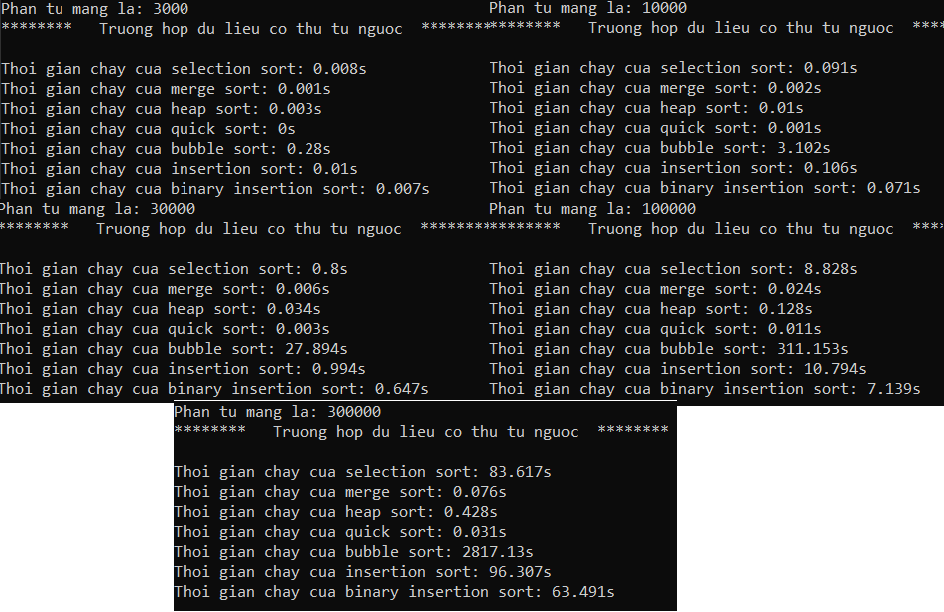 Phan tu mang la: 3000
******** Truong hop du lieu co thu tu nguoc ********
Thoi gian chay cua selection sort: 0.008s
Thoi gian chay cua merge sort: 0.001s
Thoi gian chay cua heap sort: 0.003s
Thoi gian chay cua quick sort: 0s
Thoi gian chay cua bubble sort: 0.28s
Thoi gian chay cua insertion sort: 0.01s
Thoi gian chay cua binary insertion sort: 0.007s
Phan tu mang la: 10000
******** Truong hop du lieu co thu tu nguoc ****
Thoi gian chay cua selection sort: 0.091s
Thoi gian chay cua merge sort: 0.002s
Thoi gian chay cua heap sort: 0.01s
Thoi gian chay cua quick sort: 0.001s
Thoi gian chay cua bubble sort: 3.102s
Thoi gian chay cua insertion sort: 0.106s
Thoi gian chay cua binary insertion sort: 0.071s
Phan tu mang la: 30000
******** Truong hop du lieu co thu tu nguoc ********
Thoi gian chay cua selection sort: 0.8s
Thoi gian chay cua merge sort: 0.006s
Thoi gian chay cua heap sort: 0.034s
Thoi gian chay cua quick sort: 0.003s
Thoi gian chay cua bubble sort: 27.894s
Thoi gian chay cua insertion sort: 0.994s
Thoi gian chay cua binary insertion sort: 0.647s
Phan tu mang la: 100000
******** Truong hop du lieu co thu tu nguoc ****
Thoi gian chay cua selection sort: 8.828s
Thoi gian chay cua merge sort: 0.024s
Thoi gian chay cua heap sort: 0.128s
Thoi gian chay cua quick sort: 0.011s
Thoi gian chay cua bubble sort: 311.153s
Thoi gian chay cua insertion sort: 10.794s
Thoi gian chay cua binary insertion sort: 7.139s
Phan tu mang la: 300000
******** Truong hop du lieu co thu tu nguoc ********
Thoi gian chay cua selection sort: 83.617s
Thoi gian chay cua merge sort: 0.076s
Thoi gian chay cua heap sort: 0.428s
Thoi gian chay cua quick sort: 0.031s
Thoi gian chay cua bubble sort: 2817.13s
Thoi gian chay cua insertion sort: 96.307s
Thoi gian chay cua binary insertion sort: 63.491s